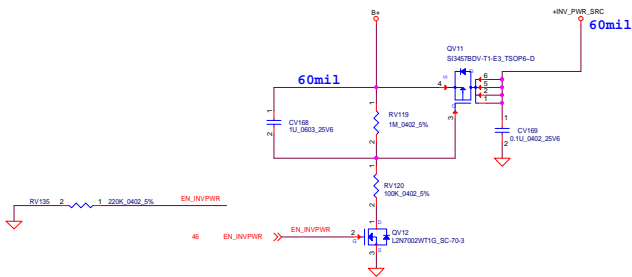 B+
+INV_PWR_SRC
60mil
QV11
SI3457BDV-T1-E3_TSOP6~D
60mil
S
D
4
6
5
2
1
G
3
1
2
CV168
1U_0603_25V6
1
2
RV119
1M_0402_5%
1
2
CV169
0.1U_0402_25V6
1
2
RV120
100K_0402_5%
RV135
2
1
220K_0402_5%
EN_INVPWR
46
EN_INVPWR
EN_INVPWR
2
G
1
D
3
S
QV12
L2N7002WT1G_SC-70-3